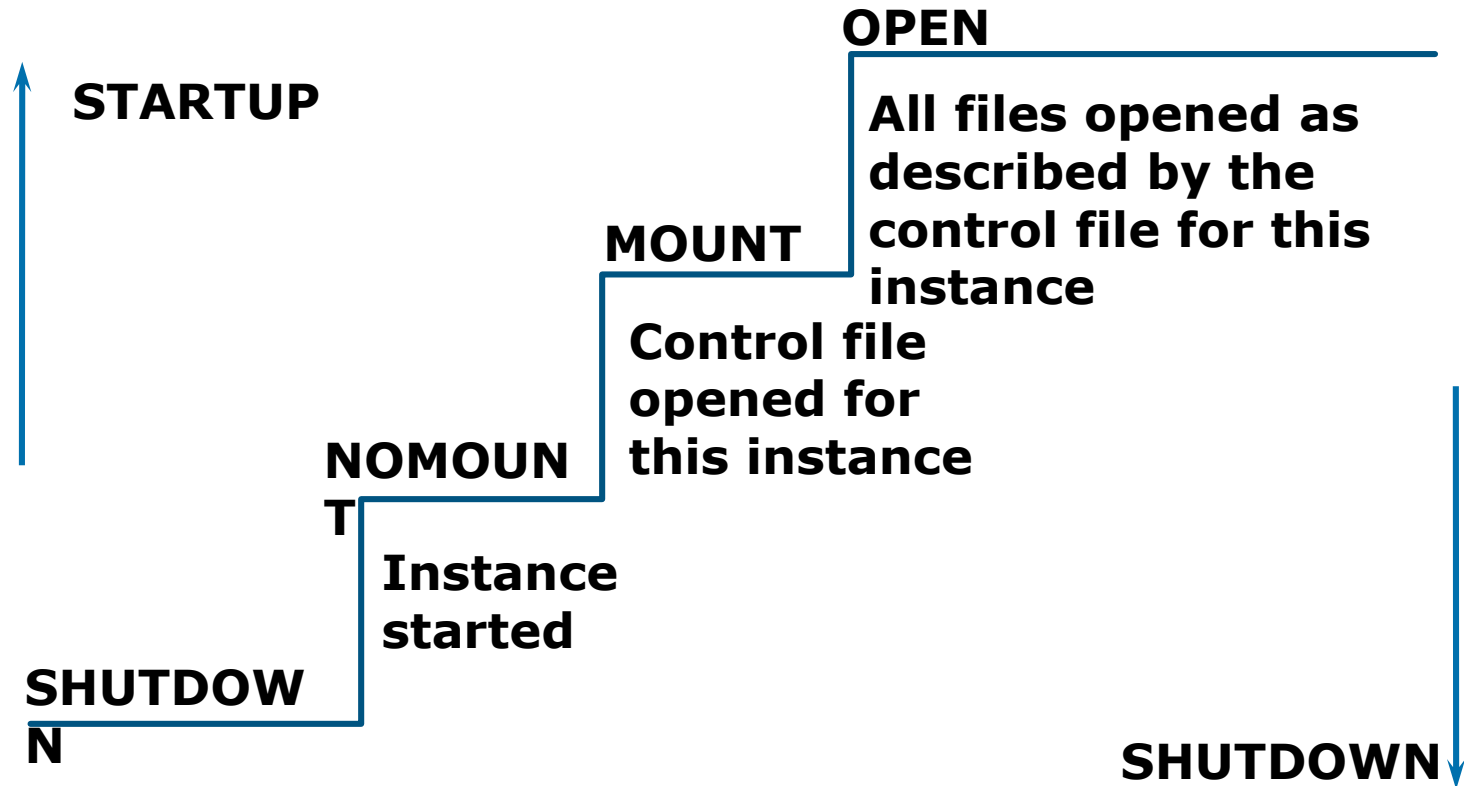 OPEN
STARTUP
All files opened as
described by the
control file for this
instance
MOUNT
Control file
opened for
this instance
NOMOUN
T
Instance
started
SHUTDOW
N
SHUTDOWN